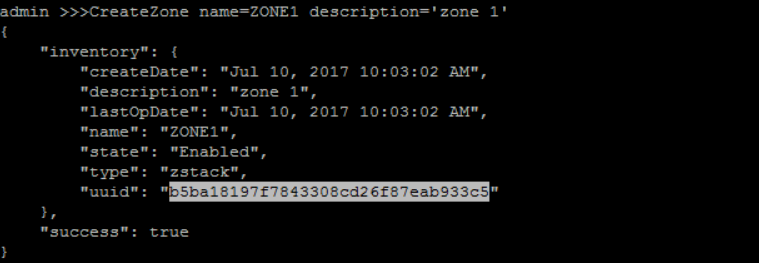 admin >>>CreateZone name=ZONE1 description='zone 1'
{
    "inventory": {
        "createDate": "Jul 10, 2017 10:03:02 AM",
        "description": "zone 1",
        "lastOpDate": "Jul 10, 2017 10:03:02 AM",
        "name": "ZONE1",
        "state": "Enabled",
        "type": "zstack",
        "uuid": "b5ba18197f7843308cd26f87eab933c5"
    },
    "success": true
}